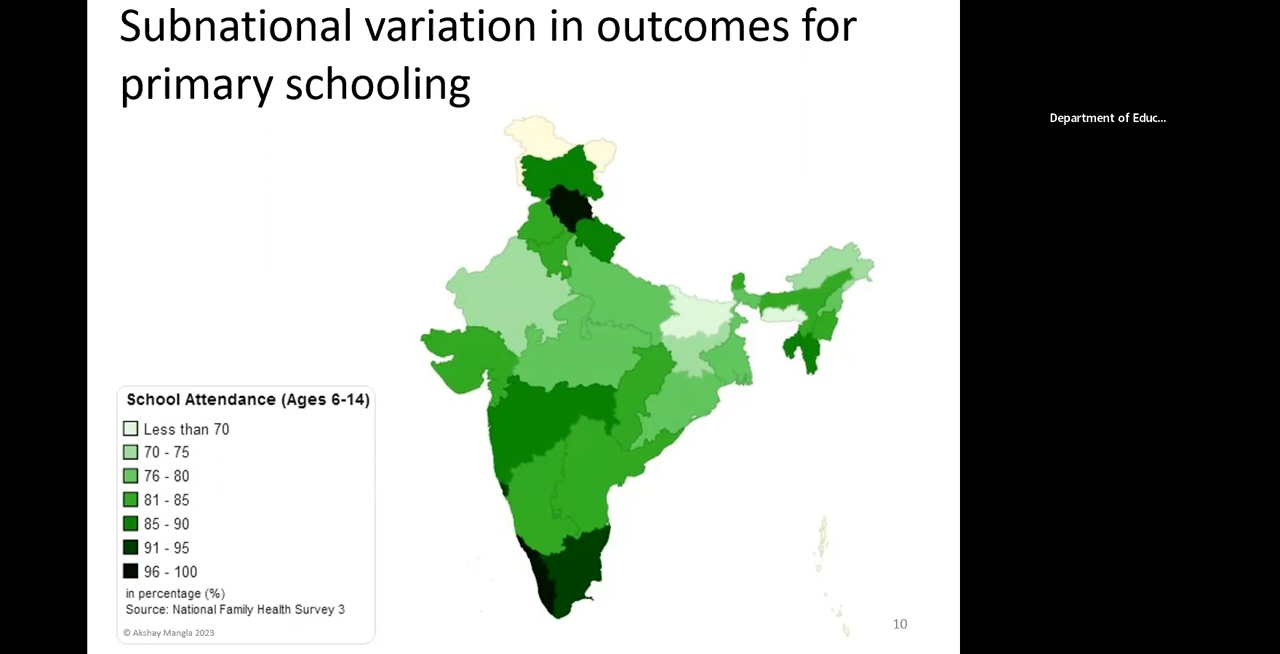 Subnational variation in outcomes for
primary schooling
Department of Educ...
School Attendance (Ages 6-14)
Less than 70
70 - 75
76 - 80
81 - 85
85 - 90
91 - 95
96 - 100
in percentage (%)
Source: National Family Health Survey 3
© Akshay Mangla 2023
10